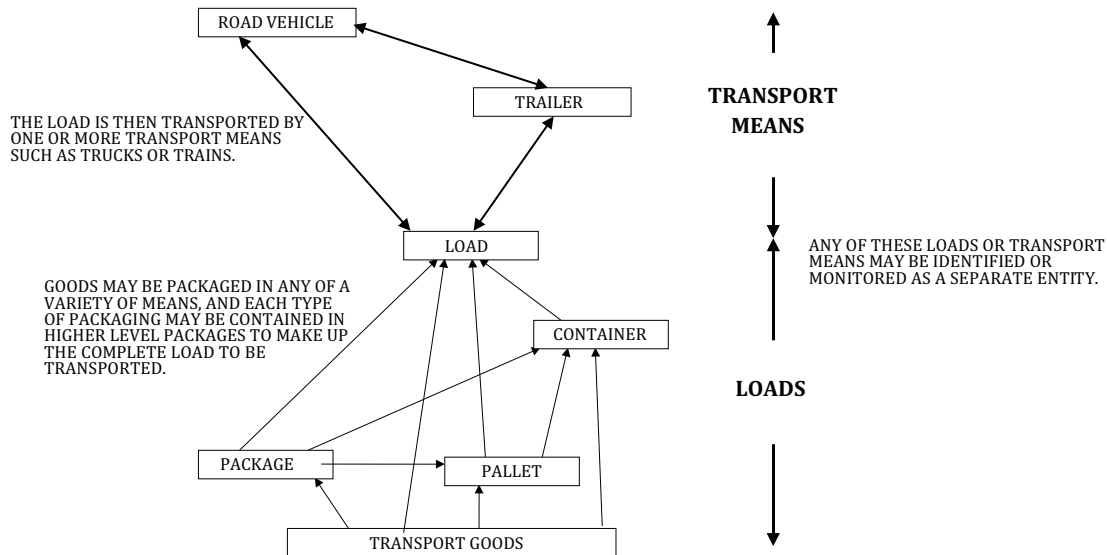 ROAD VEHICLE
TRAILER
TRANSPORT
MEANS
THE LOAD IS THEN TRANSPORTED BY
ONE OR MORE TRANSPORT MEANS
SUCH AS TRUCKS OR TRAINS.
LOAD
ANY OF THESE LOADS OR TRANSPORT
MEANS MAY BE IDENTIFIED OR
MONITORED AS A SEPARATE ENTITY.
GOODS MAY BE PACKAGED IN ANY OF A
VARIETY OF MEANS, AND EACH TYPE
OF PACKAGING MAY BE CONTAINED IN
HIGHER LEVEL PACKAGES TO MAKE UP
THE COMPLETE LOAD TO BE
TRANSPORTED.
CONTAINER
LOADS
PACKAGE
PALLET
TRANSPORT GOODS